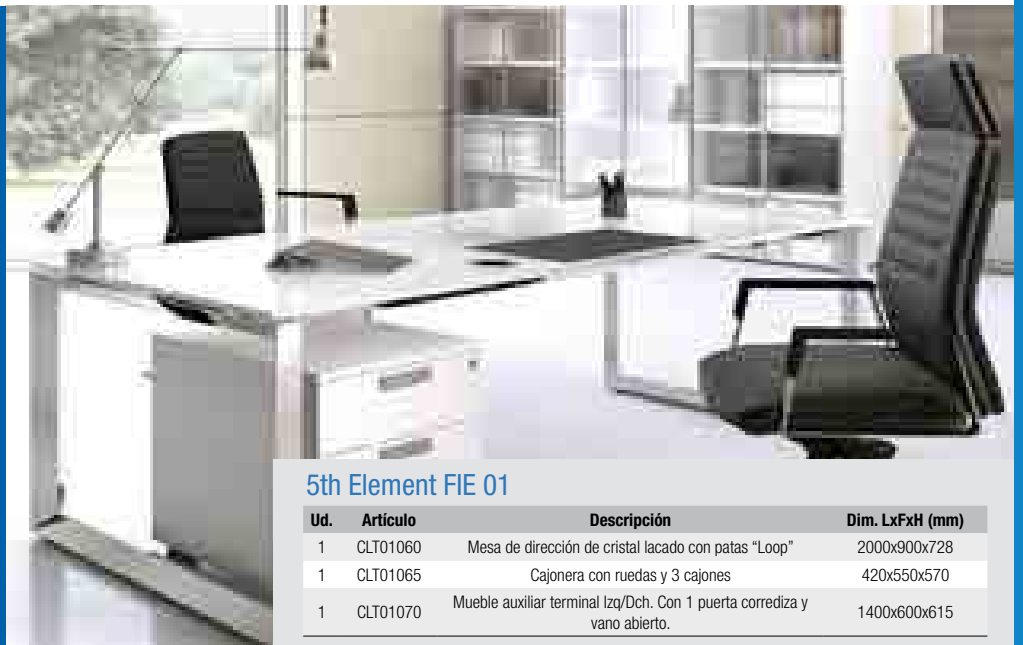 5th Element FIE 01
Ud. Artículo Descripción Dim. LxFxH (mm)
1 CLT01060 Mesa de dirección de cristal lacado con patas “Loop” 2000x900x728
1 CLT01065 Cajonera con ruedas y 3 cajones 420x550x570
1 CLT01070 Mueble auxiliar terminal Izq/Dch. Con 1 puerta corrediza y
vano abierto. 1400x600x615